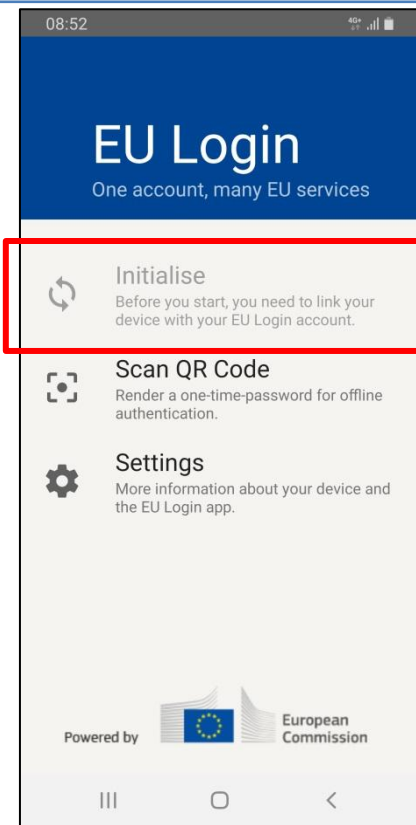 08:52
4G+
EU Login
One account, many EU services
Initialise
Before you start, you need to link your
device with your EU Login account.
Scan QR Code
Render a one-time-password for offline
authentication.
Settings
More information about your device and
the EU Login app.
Powered by
European
Commission